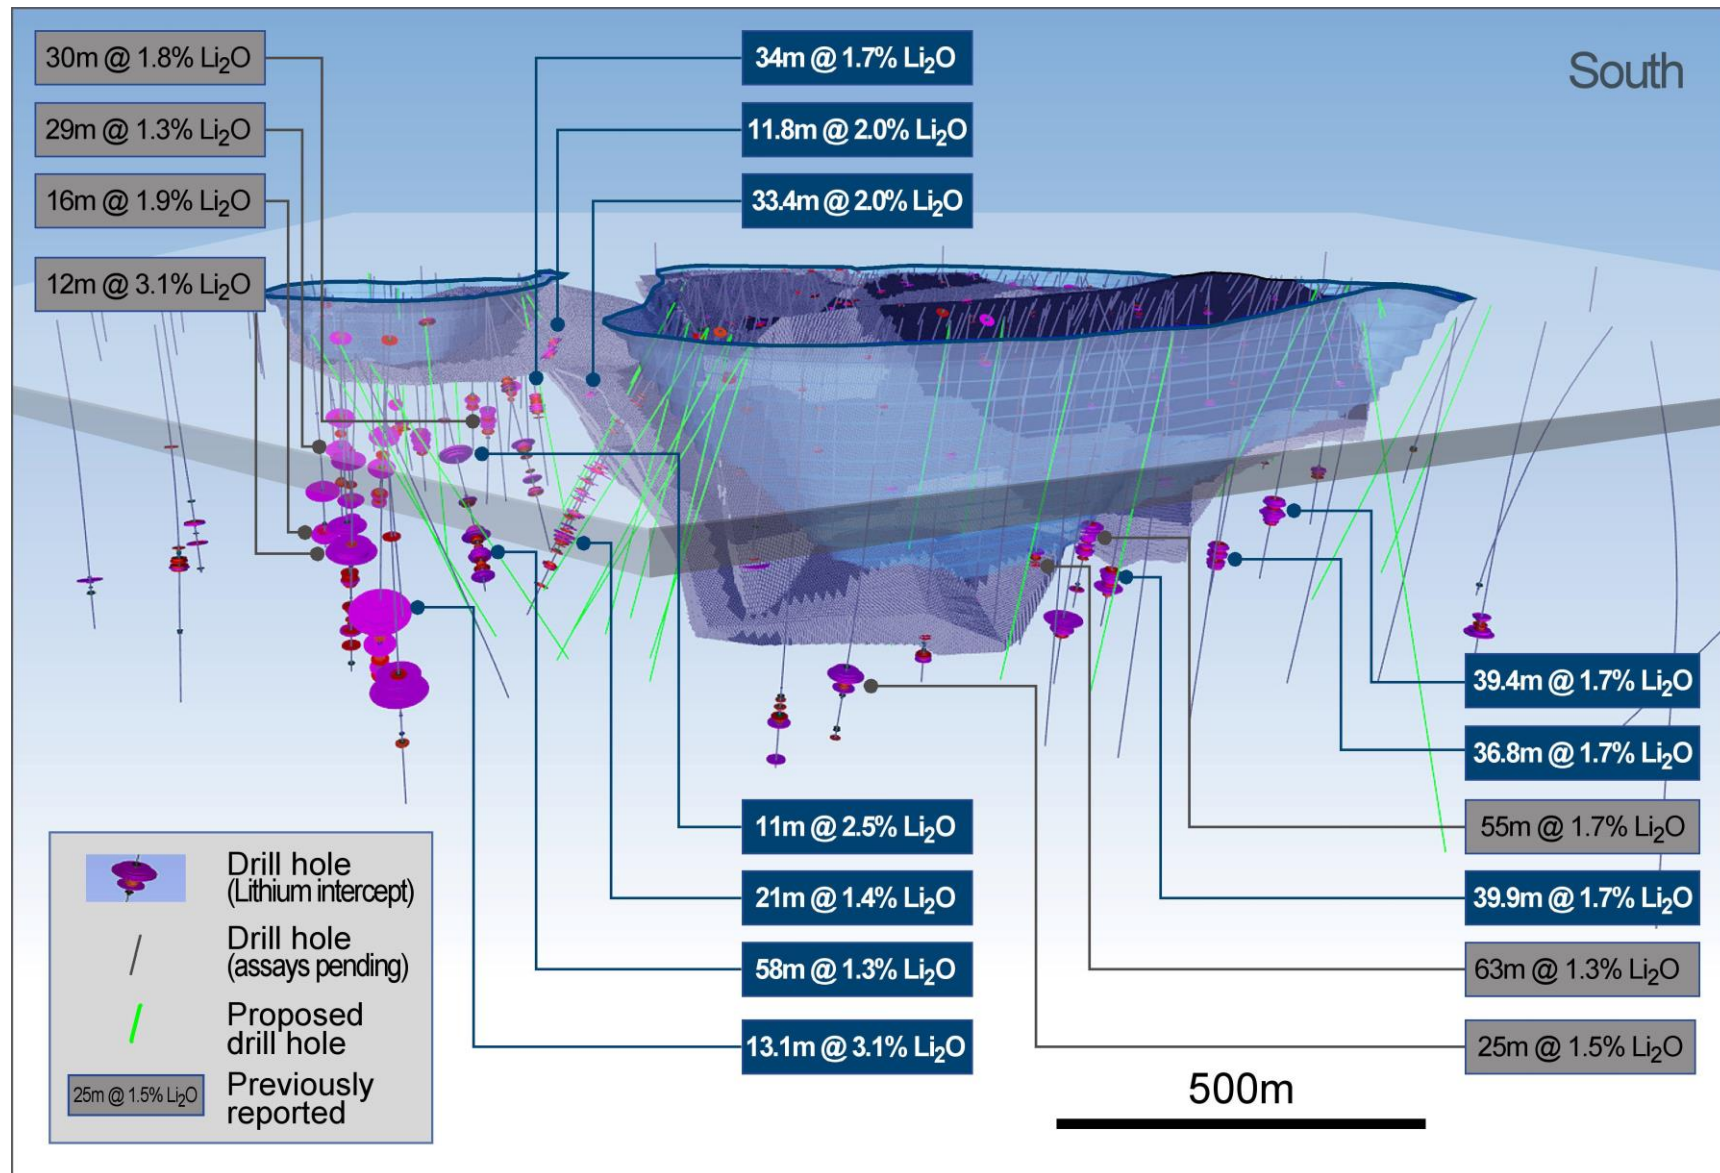 30m @ 1.8% Li₂O
29m @ 1.3% Li₂O
16m @ 1.9% Li₂O
12m @ 3.1% Li₂O
34m @ 1.7% Li₂O
11.8m @ 2.0% Li₂O
33.4m @ 2.0% Li₂O
South
39.4m @ 1.7% Li₂O
36.8m @ 1.7% Li₂O
55m @ 1.7% Li₂O
39.9m @ 1.7% Li₂O
63m @ 1.3% Li₂O
25m @ 1.5% Li₂O
11m @ 2.5% Li₂O
21m @ 1.4% Li₂O
58m @ 1.3% Li₂O
13.1m @ 3.1% Li₂O
Drill hole
(Lithium intercept)
Drill hole
(assays pending)
Proposed
drill hole
25m @ 1.5% Li₂O
Previously
reported
500m